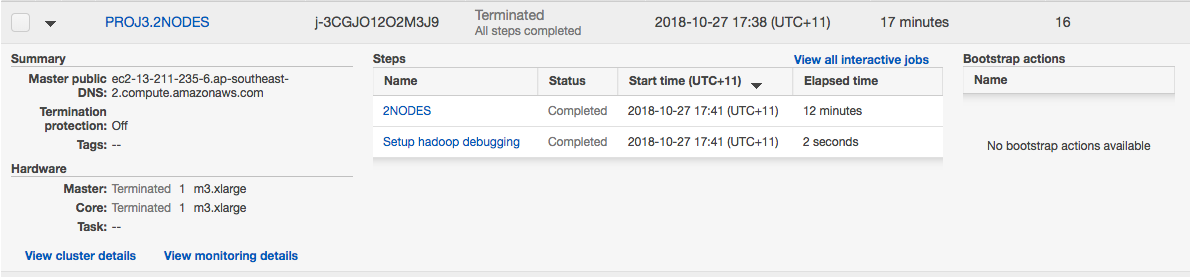 PROJ3.2NODES j-3CGJO12O2M3J9 Terminated 2018-10-27 17:38 (UTC+11) 17 minutes 16
All steps completed
Summary
Master public DNS: ec2-13-211-235-6.ap-southeast-
2.compute.amazonaws.com
Termination
protection: Off
Tags: --
Hardware
Master: Terminated 1 m3.xlarge
Core: Terminated 1 m3.xlarge
Task: --
View cluster details View monitoring details
Steps View all interactive jobs
Name Status Start time (UTC+11) Elapsed time
2NODES Completed 2018-10-27 17:41 (UTC+11) 12 minutes
Setup hadoop debugging Completed 2018-10-27 17:41 (UTC+11) 2 seconds
Bootstrap actions
Name
No bootstrap actions available